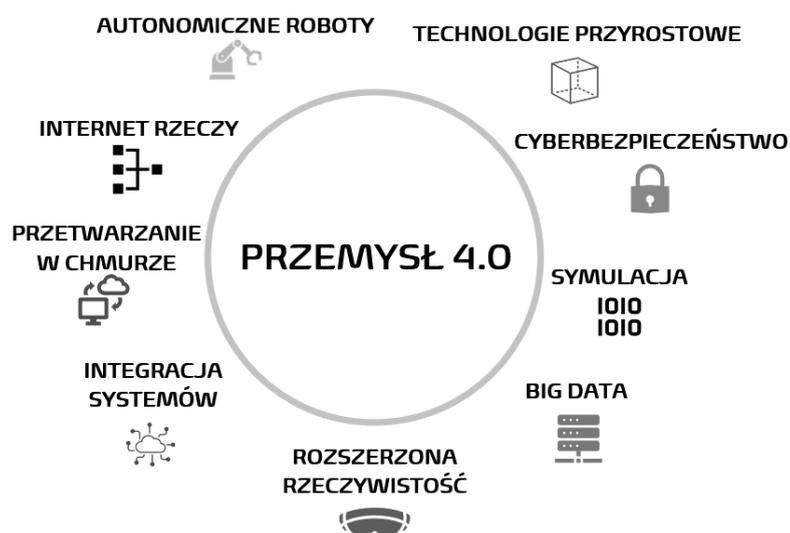 AUTONOMICZNE ROBOTY
TECHNOLOGIE PRZYROSTOWE
INTERNET RZECZY
CYBERBEZPIECZEŃSTWO
PRZETWARZANIE
W CHMURZE
PRZEMYSŁ 4.0
SYMULACJA
1010
1010
INTEGRACJA
SYSTEMÓW
BIG DATA
ROZSZERZONA
RZECZYWISTOŚĆ